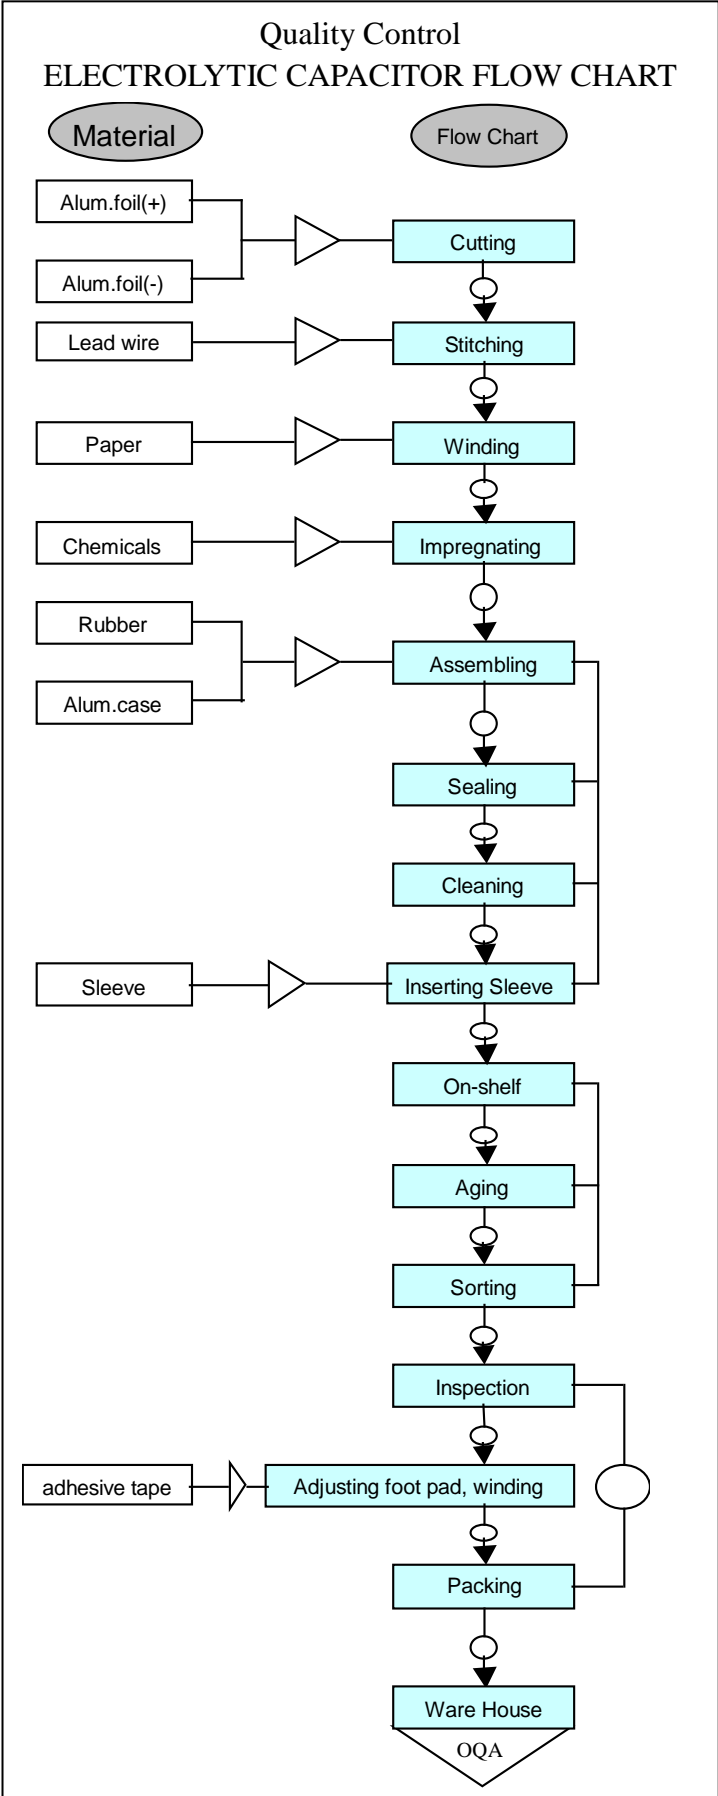 Quality Control
ELECTROLYTIC CAPACITOR FLOW CHART
Material
Flow Chart
Alum.foil(+)
Cutting
Alum.foil(-)
Lead wire
Stitching
Paper
Winding
Chemicals
Impregnating
Rubber
Assembling
Alum.case
Sealing
Cleaning
Sleeve
Inserting Sleeve
On-shelf
Aging
Sorting
Inspection
adhesive tape
Adjusting foot pad, winding
Packing
Ware House
OQA